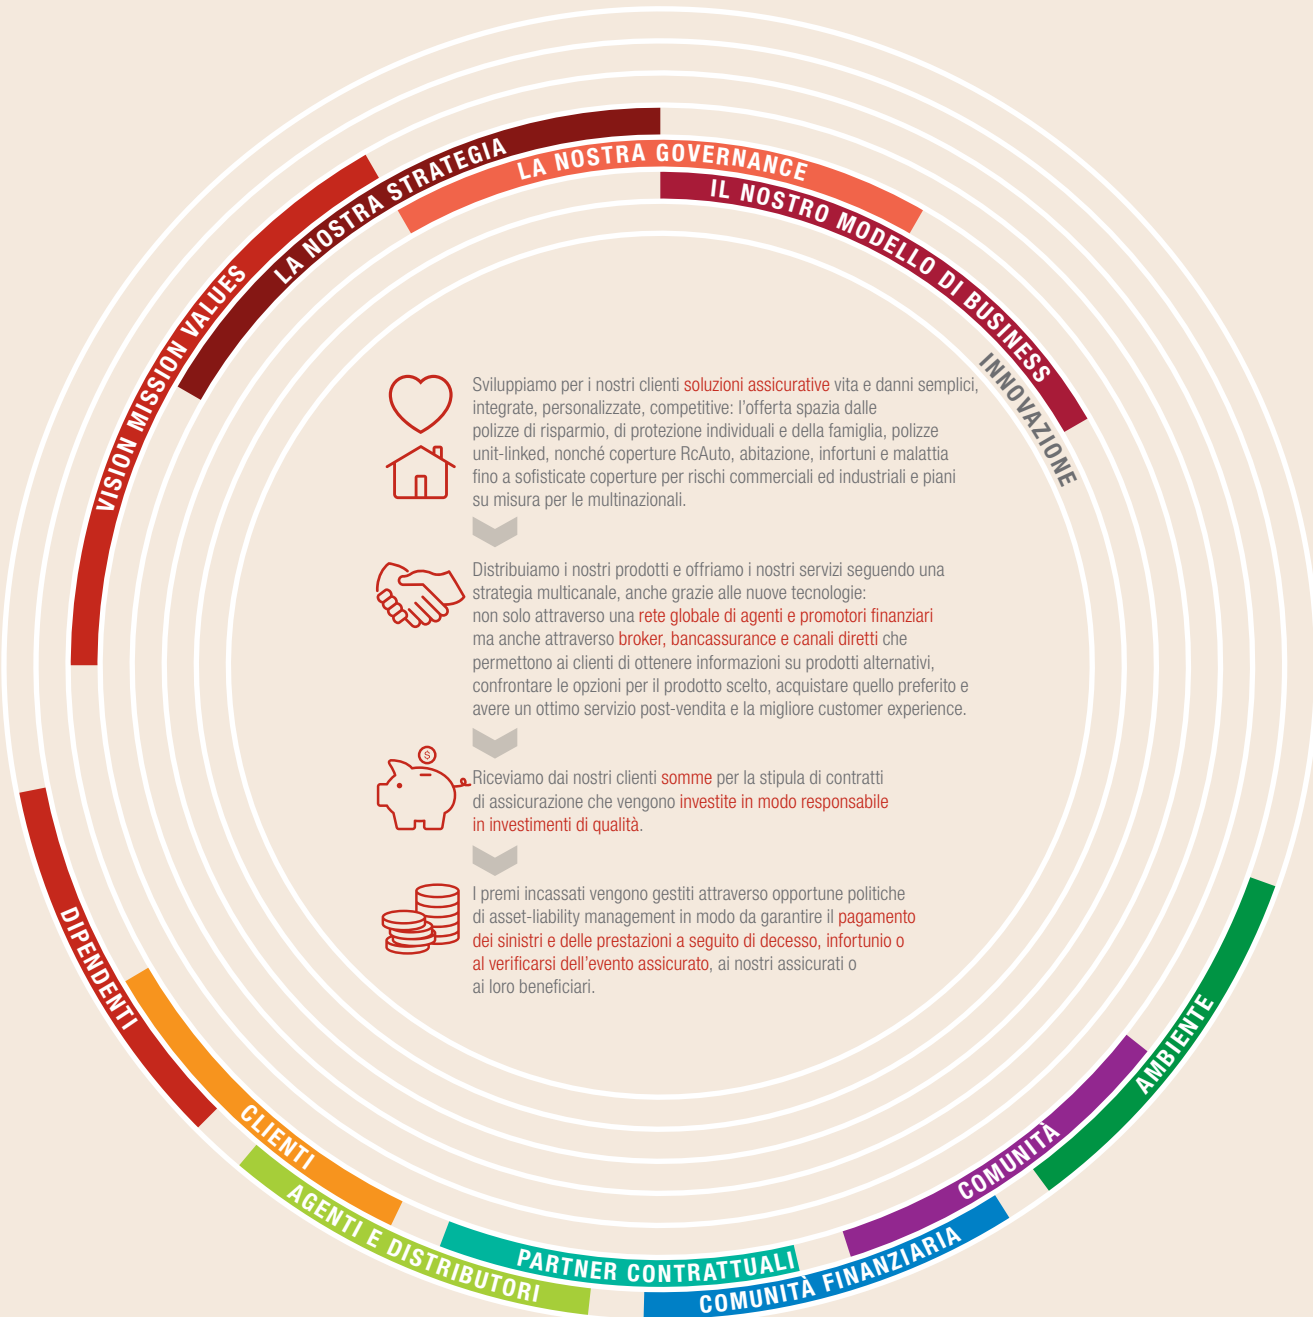 VISION MISSION VALUES
LA NOSTRA STRATEGIA
LA NOSTRA GOVERNANCE
IL NOSTRO MODELLO DI BUSINESS
INNOVAZIONE
Sviluppiamo per i nostri clienti soluzioni assicurative vita e danni semplici,
integrate, personalizzate, competitive: l'offerta spazia dalle
polizze di risparmio, di protezione individuali e della famiglia, polizze
unit-linked, nonché coperture RcAuto, abitazione, infortuni e malattia
fino a sofisticate coperture per rischi commerciali ed industriali e piani
su misura per le multinazionali.
Distribuiamo i nostri prodotti e offriamo i nostri servizi seguendo una
strategia multicanale, anche grazie alle nuove tecnologie:
non solo attraverso una rete globale di agenti e promotori finanziari
ma anche attraverso broker, bancassurance e canali diretti che
permettono ai clienti di ottenere informazioni su prodotti alternativi,
confrontare le opzioni per il prodotto scelto, acquistare quello preferito e
avere un ottimo servizio post-vendita e la migliore customer experience.
$
Riceviamo dai nostri clienti somme per la stipula di contratti
di assicurazione che vengono investite in modo responsabile
in investimenti di qualità.
I premi incassati vengono gestiti attraverso opportune politiche
di asset-liability management in modo da garantire il pagamento
dei sinistri e delle prestazioni a seguito di decesso, infortunio o
al verificarsi dell'evento assicurato, ai nostri assicurati o
ai loro beneficiari.
DIPENDENTI
CLIENTI
AGENTI E DISTRIBUTORI
PARTNER CONTRATTUALI
COMUNITÀ FINANZIARIA
COMUNITÀ
AMBIENTE